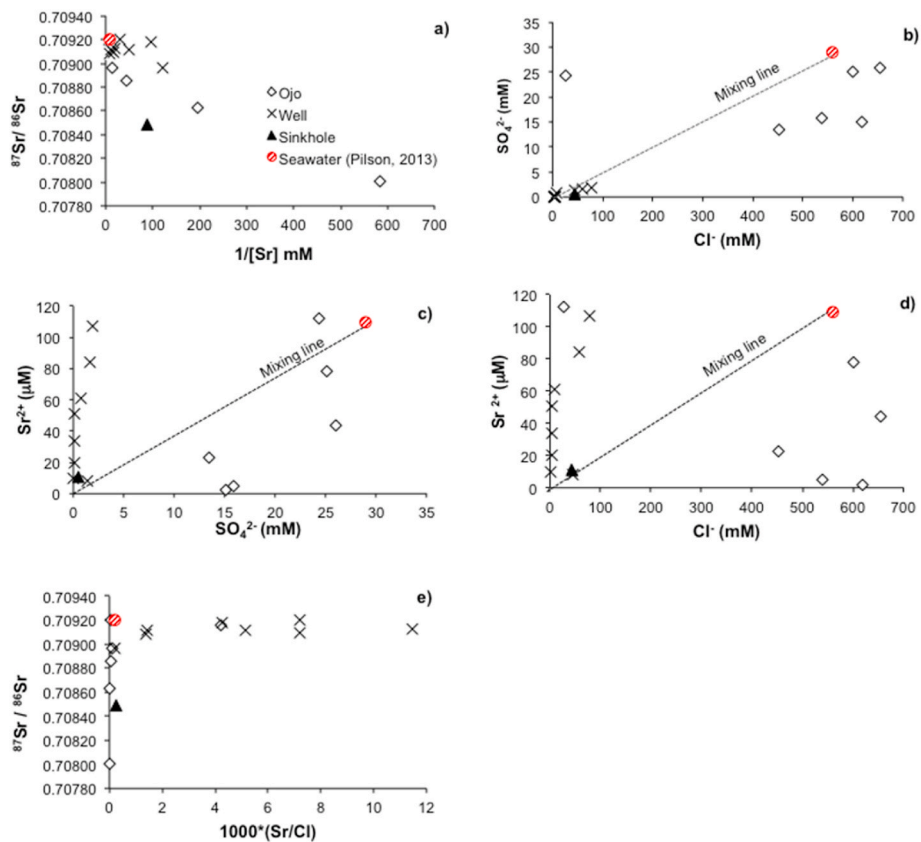 a)
0.70940
0.70920
0.70900
0.70880
0.70860
0.70840
0.70820
0.70800
0.70780
87Sr/ 86Sr
Ojo
Well
Sinkhole
Seawater (Pilson, 2013)
0 100 200 300 400 500 600 700
1/[Sr] mM
b)
35
30
25
20
15
10
5
0
SO42- (mM)
Mixing line
0 100 200 300 400 500 600 700
Cl- (mM)
c)
120
100
80
60
40
20
0
Sr2+ (µM)
Mixing line
0 5 10 15 20 25 30 35
SO42- (mM)
d)
120
100
80
60
40
20
0
Sr 2+ (µM)
Mixing line
0 100 200 300 400 500 600 700
Cl- (mM)
e)
0.70940
0.70920
0.70900
0.70880
0.70860
0.70840
0.70820
0.70800
0.70780
87Sr / 86Sr
0 2 4 6 8 10 12
1000*(Sr/Cl)